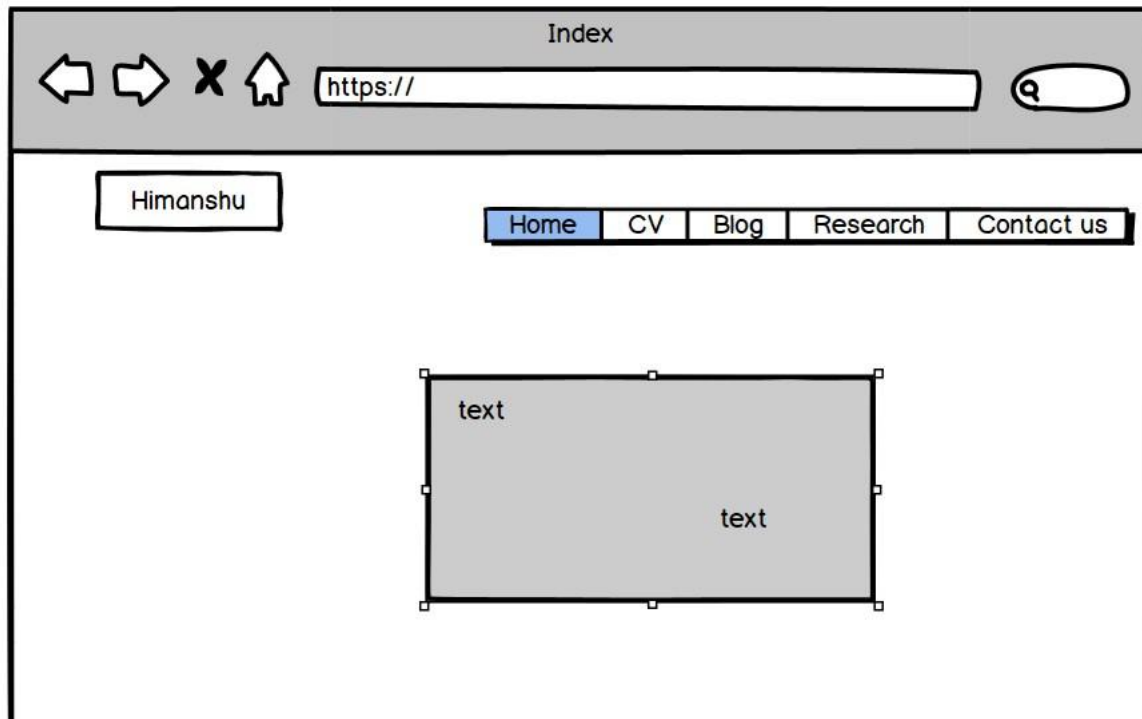 Index
https://
Himanshu
Home CV Blog Research Contact us
text
text